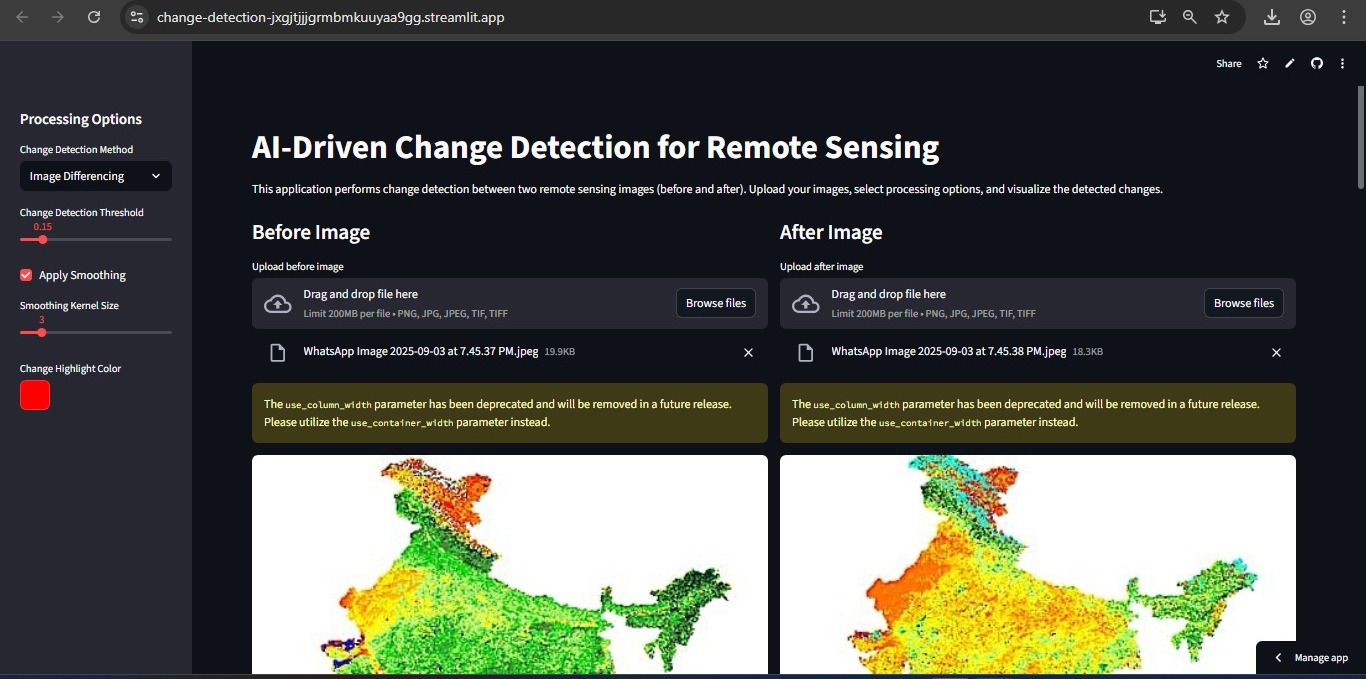 change-detection-jxgjtjjjgrmbmkuuyaa9gg.streamlit.app
Share
Processing Options
Change Detection Method
Image Differencing
Change Detection Threshold
0.15
Apply Smoothing
Smoothing Kernel Size
3
Change Highlight Color
AI-Driven Change Detection for Remote Sensing
This application performs change detection between two remote sensing images (before and after). Upload your images, select processing options, and visualize the detected changes.
Before Image
Upload before image
Drag and drop file here
Limit 200MB per file • PNG, JPG, JPEG, TIF, TIFF
Browse files
WhatsApp Image 2025-09-03 at 7.45.37 PM.jpeg 19.9KB
The use_column_width parameter has been deprecated and will be removed in a future release.
Please utilize the use_container_width parameter instead.
After Image
Upload after image
Drag and drop file here
Limit 200MB per file • PNG, JPG, JPEG, TIF, TIFF
Browse files
WhatsApp Image 2025-09-03 at 7.45.38 PM.jpeg 18.3KB
The use_column_width parameter has been deprecated and will be removed in a future release.
Please utilize the use_container_width parameter instead.
Manage app